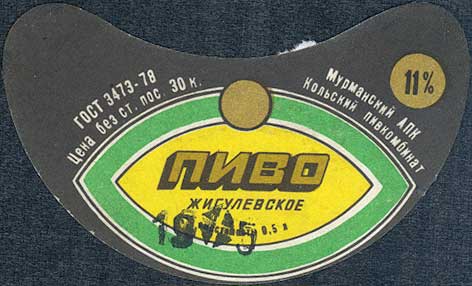 ГОСТ 3473-78
Цена без ст. пос. 30 к.
Мурманский АПК
Кольский пивкомбинат
11%
ПИВО
ЖИГУЛЕВСКОЕ
0,5 л